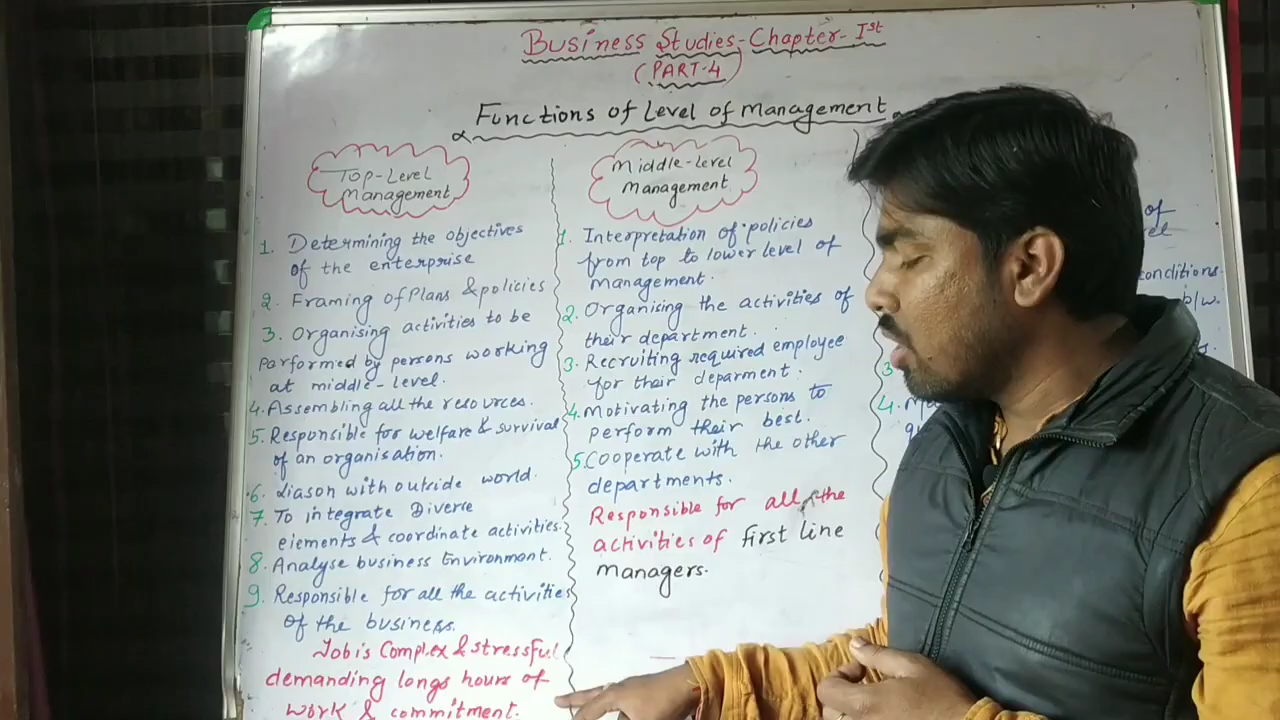 Business Studies-Chapter-Ist
(PART-4)
Functions of Level of Management
Top-Level
Management
1. Determining the objectives
of the enterprise
2. Framing of Plans & policies
3. Organising activities to be
Performed by persons working
at middle-level.
4. Assembling all the resources.
5. Responsible for welfare & survival
of an organisation.
6. Liason with outside world.
7. To integrate Diverse
elements & coordinate activities.
8. Analyse business Environment.
9. Responsible for all the activities
of the business.
Job is Complex & stressful
demanding longs hours of
work & commitment.
Middle-level
Management
1. Interpretation of policies
from top to lower level of
management.
2. Organising the activities of
their department.
3. Recruiting required employee
for their deparment.
4. Motivating the persons to
perform their best.
5. Cooperate with the other
departments.
Responsible for all the
activities of first line
managers.
of
conditions.
b/w.
3
4.